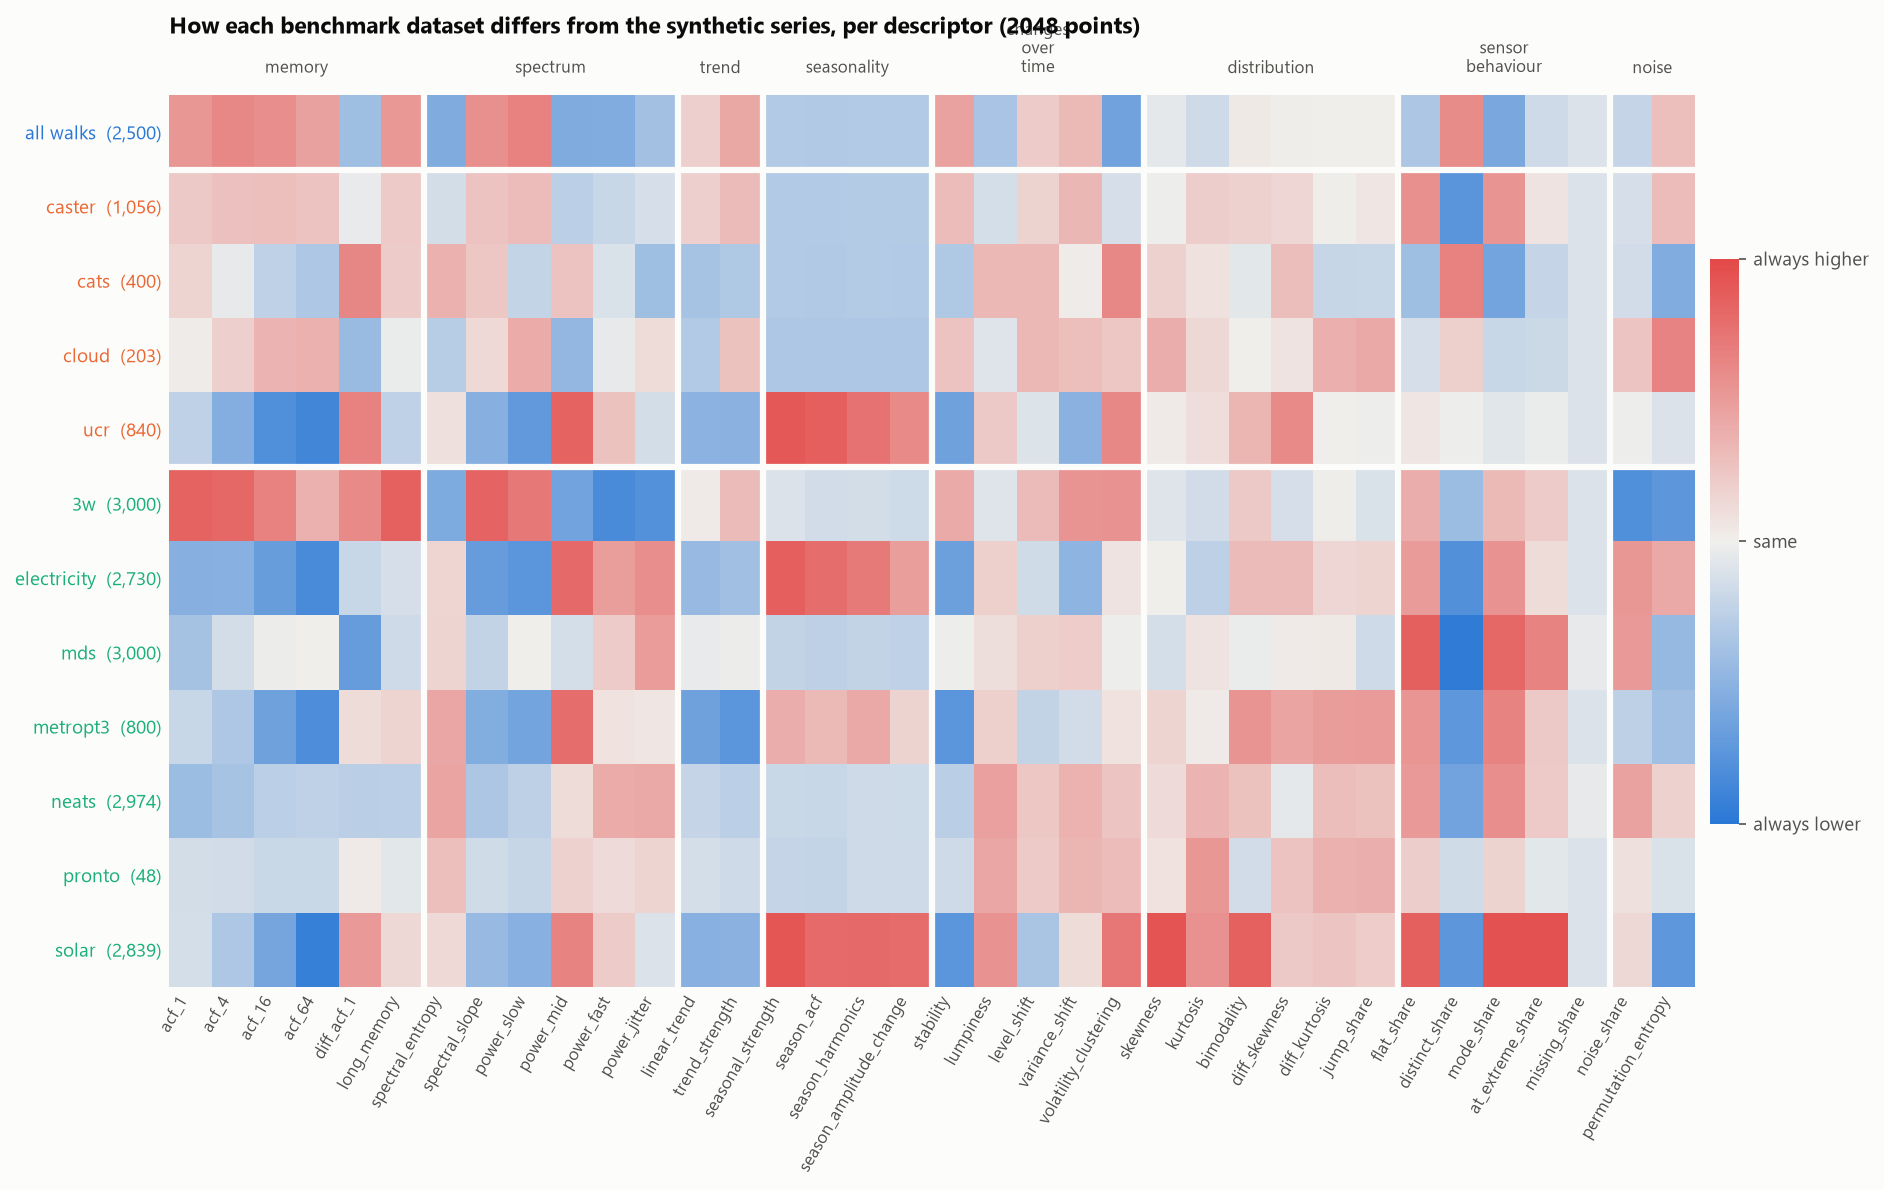 How each benchmark dataset differs from the synthetic series, per descriptor (2048 points)
memory
spectrum
trend
seasonality
changes
over
time
distribution
sensor
behaviour
noise
all walks (2,500)
caster (1,056)
cats (400)
cloud (203)
ucr (840)
3w (3,000)
electricity (2,730)
mds (3,000)
metropt3 (800)
neats (2,974)
pronto (48)
solar (2,839)
always higher
same
always lower
acf_1
acf_4
acf_16
acf_64
diff_acf_1
long_memory
spectral_entropy
spectral_slope
power_slow
power_mid
power_fast
power_jitter
linear_trend
trend_strength
seasonal_strength
season_acf
season_harmonics
season_amplitude_change
stability
lumpiness
level_shift
variance_shift
volatility_clustering
skewness
kurtosis
bimodality
diff_skewness
diff_kurtosis
jump_share
flat_share
distinct_share
mode_share
at_extreme_share
missing_share
noise_share
permutation_entropy